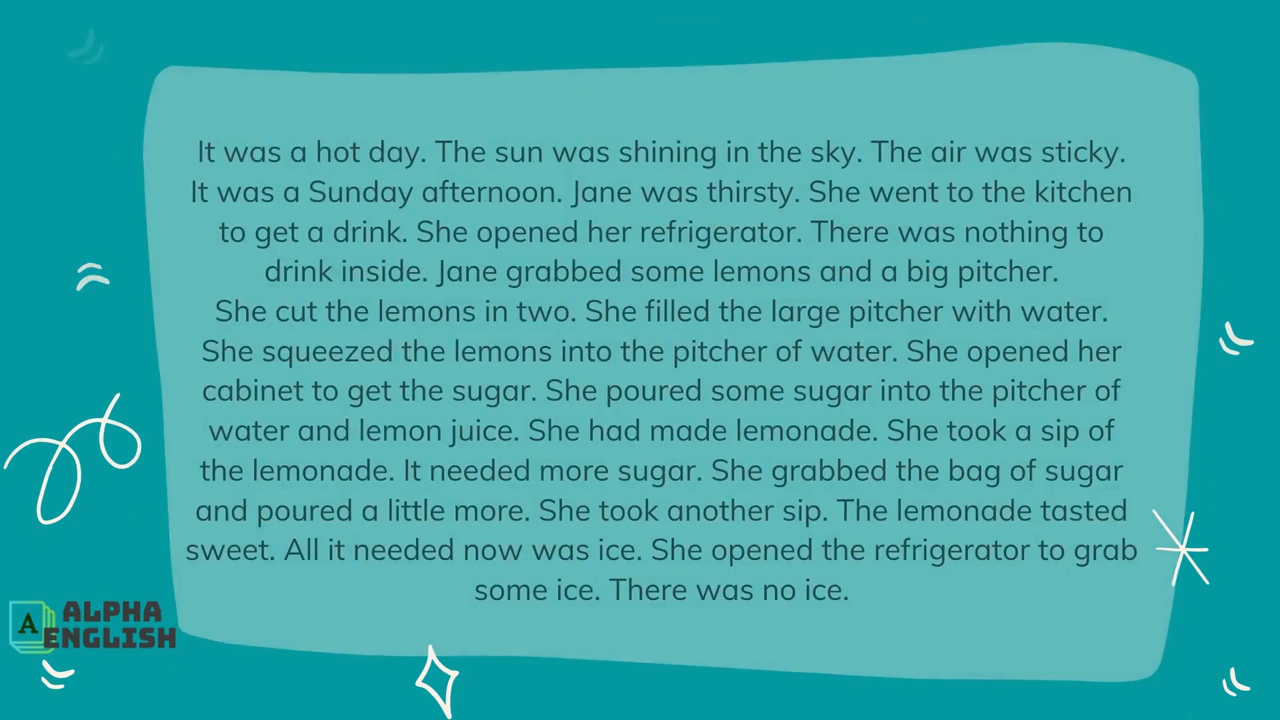 It was a hot day. The sun was shining in the sky. The air was sticky.
It was a Sunday afternoon. Jane was thirsty. She went to the kitchen
to get a drink. She opened her refrigerator. There was nothing to
drink inside. Jane grabbed some lemons and a big pitcher.
She cut the lemons in two. She filled the large pitcher with water.
She squeezed the lemons into the pitcher of water. She opened her
cabinet to get the sugar. She poured some sugar into the pitcher of
water and lemon juice. She had made lemonade. She took a sip of
the lemonade. It needed more sugar. She grabbed the bag of sugar
and poured a little more. She took another sip. The lemonade tasted
sweet. All it needed now was ice. She opened the refrigerator to grab
some ice. There was no ice.
A
ALPHA
ENGLISH